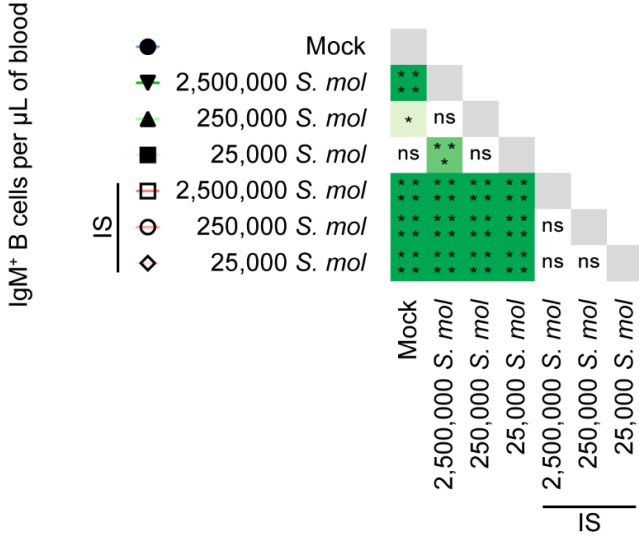 IgM⁺ B cells per µL of blood
Mock
2,500,000 S. mol
* * * *
250,000 S. mol
* ns
25,000 S. mol
ns * * * ns
IS
2,500,000 S. mol
* * * * * * * * * * * * * * * *
250,000 S. mol
* * * * * * * * * * * * * * * * ns
25,000 S. mol
* * * * * * * * * * * * * * * * ns ns
Mock
2,500,000 S. mol
250,000 S. mol
25,000 S. mol
2,500,000 S. mol
250,000 S. mol
25,000 S. mol
IS